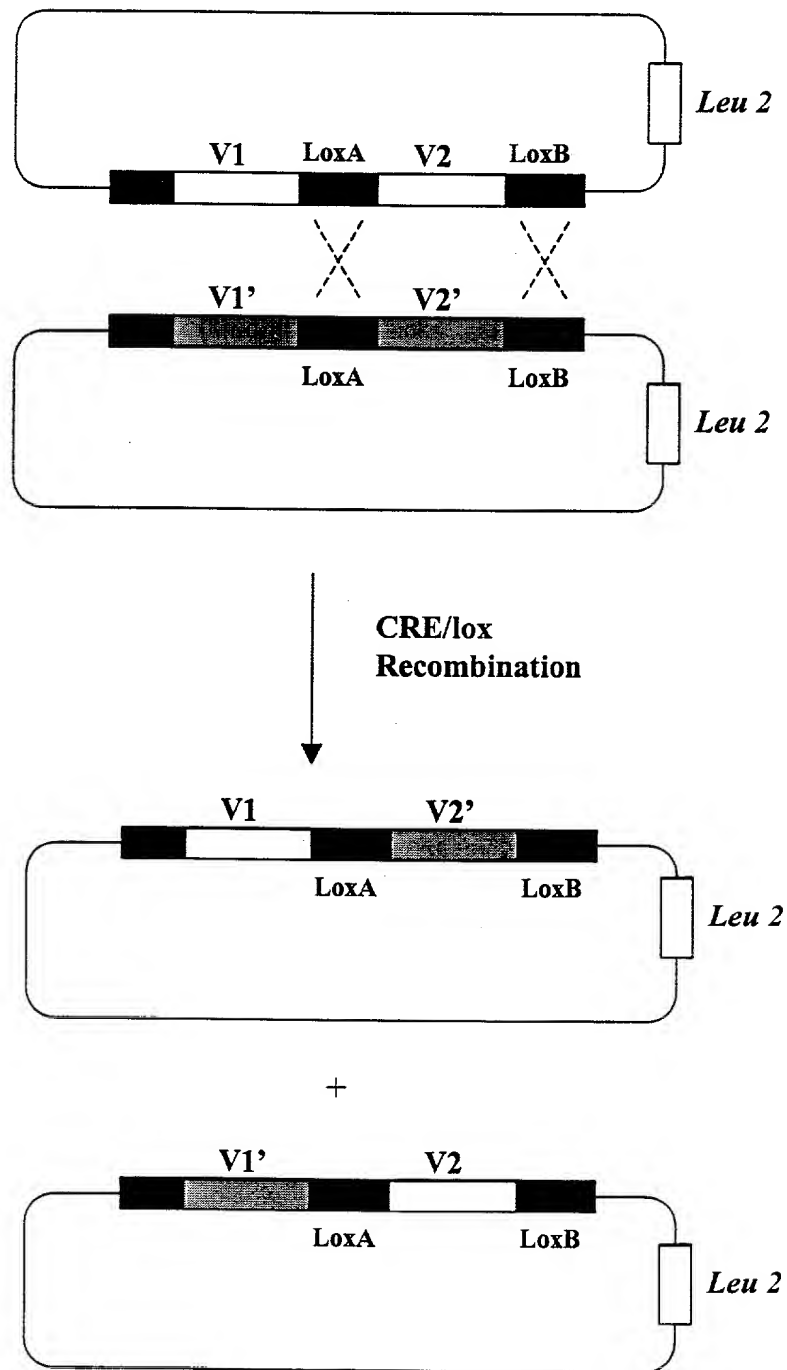 Leu 2
V1 LoxA V2 LoxB
V1’ V2’
LoxA LoxB
Leu 2
CRE/lox
Recombination
V1 V2’
LoxA LoxB
Leu 2
+
V1’ V2
LoxA LoxB
Leu 2